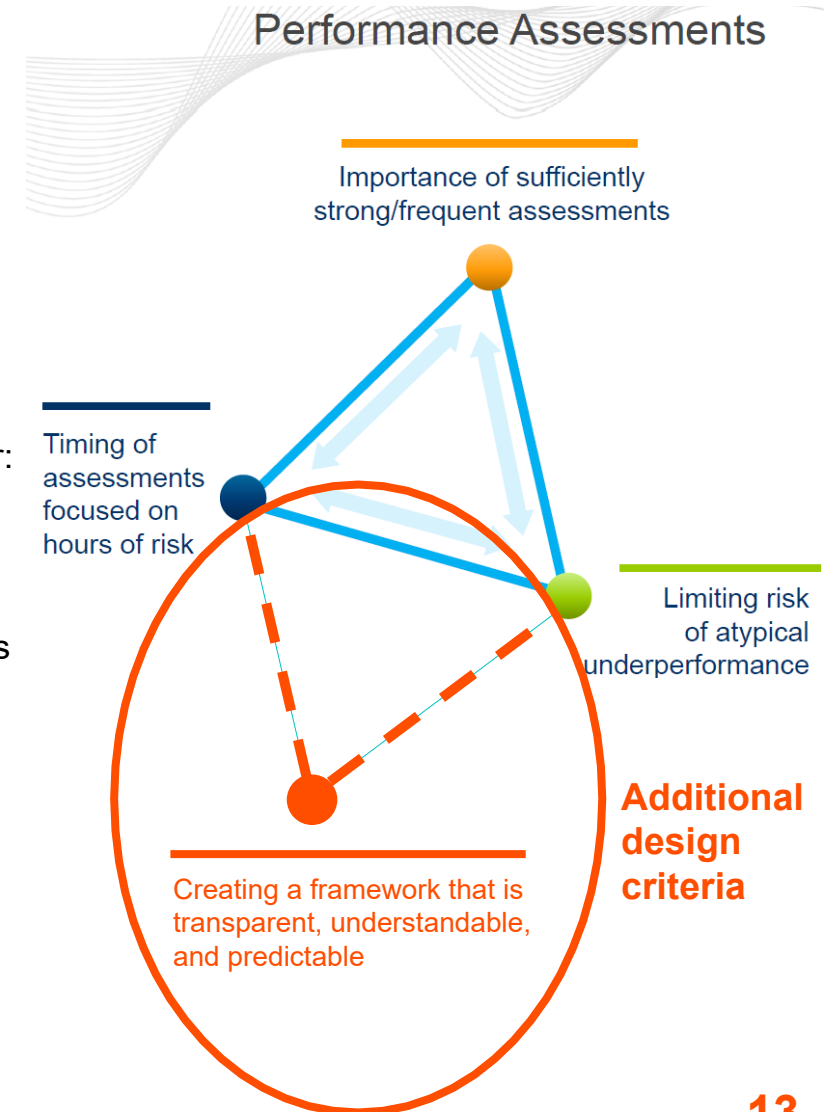 Performance Assessments
Importance of sufficiently
strong/frequent assessments
Timing of
assessments
focused on
hours of risk
Limiting risk
of atypical
underperformance
Additional
design
criteria
Creating a framework that is
transparent, understandable,
and predictable
13